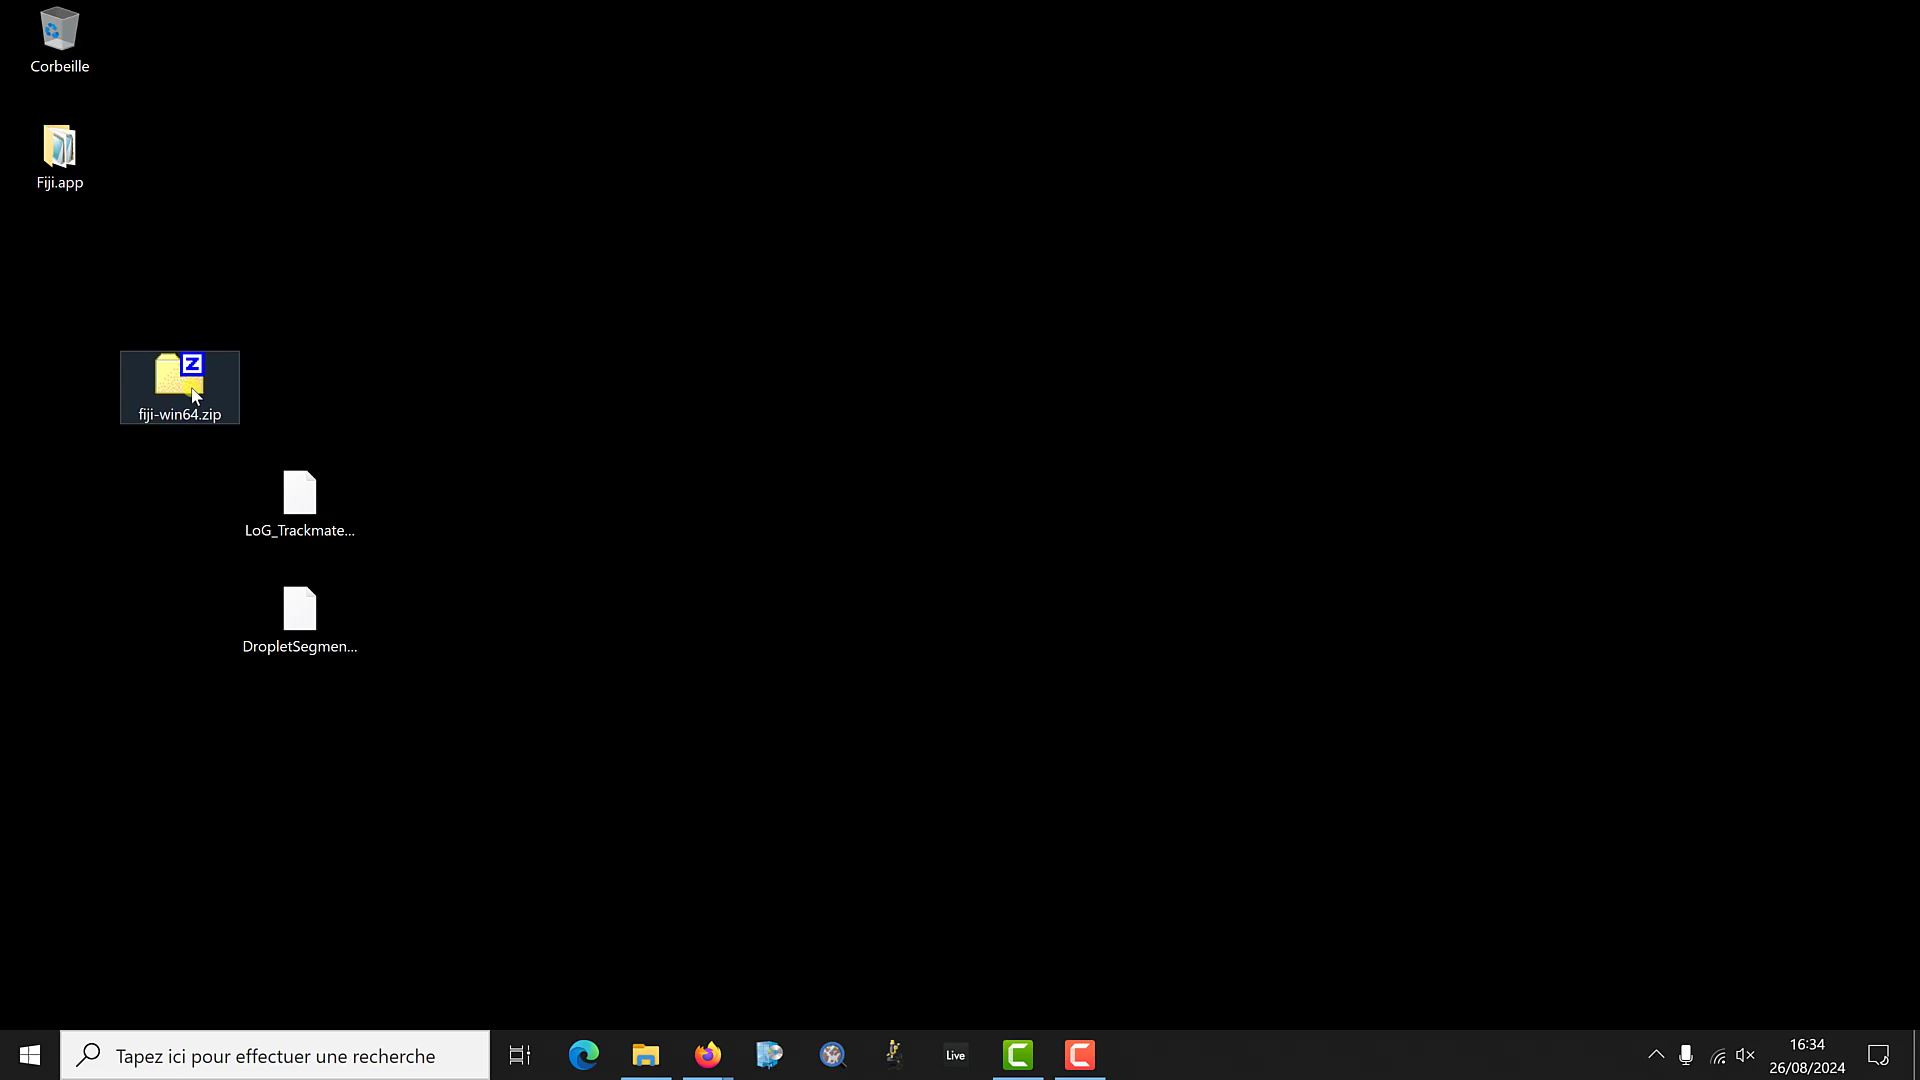 Corbeille
Fiji.app
Z
fiji-win64.zip
LoG_Trackmate...
DropletSegmen...
Tapez ici pour effectuer une recherche
Live
16:34
26/08/2024